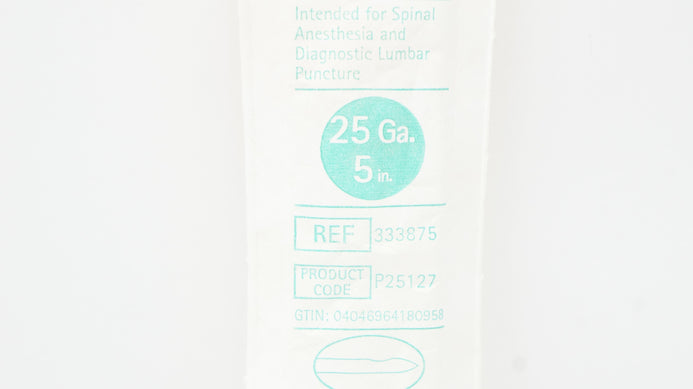 Intended for Spinal
Anesthesia and
Diagnostic Lumbar
Puncture
25 Ga.
5 in.
REF 333875
PRODUCT CODE P25127
GTIN: 04046964180958